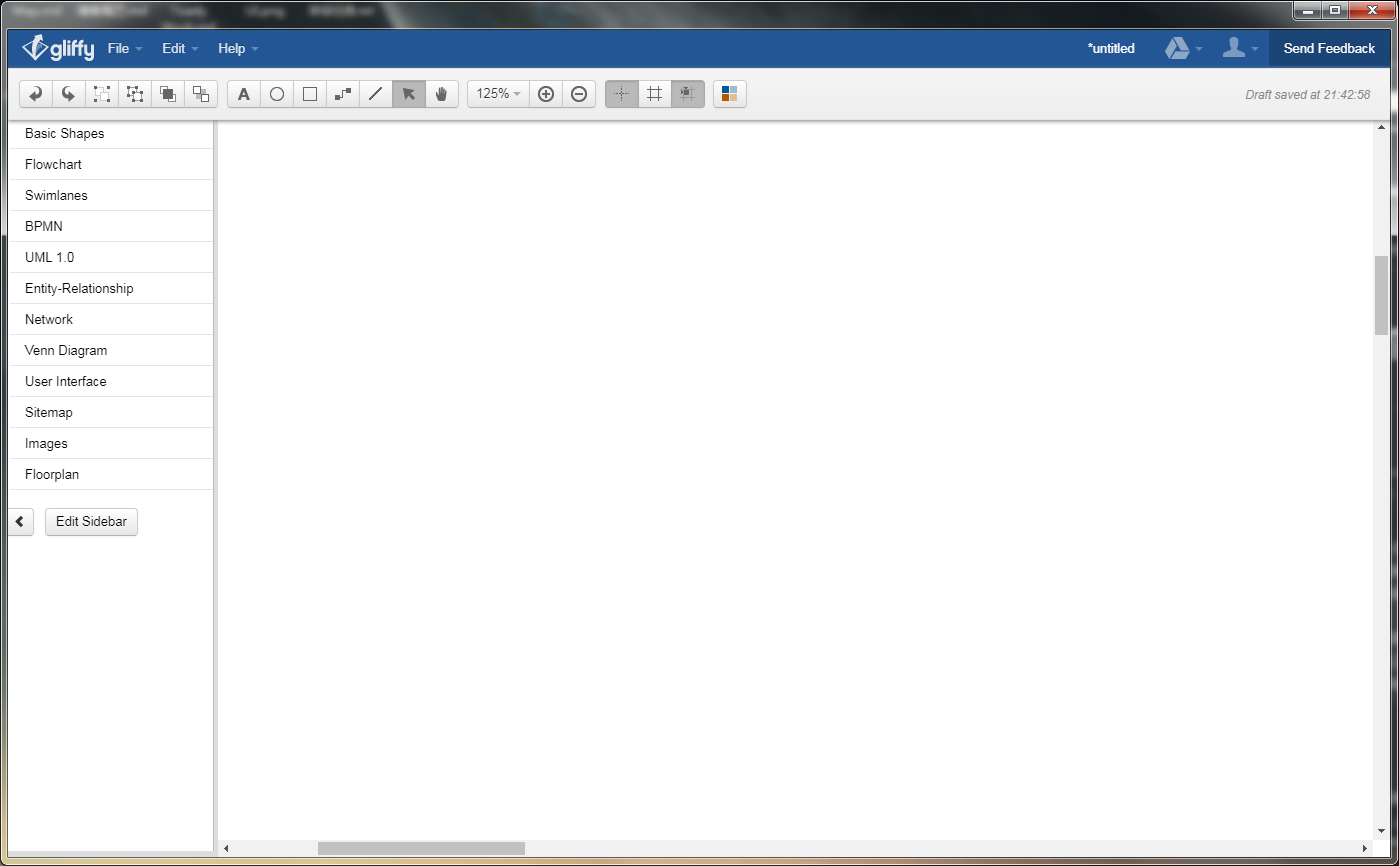 gliffy File Edit Help *untitled Send Feedback
A 125% Draft saved at 21:42:58
Basic Shapes
Flowchart
Swimlanes
BPMN
UML 1.0
Entity-Relationship
Network
Venn Diagram
User Interface
Sitemap
Images
Floorplan
Edit Sidebar